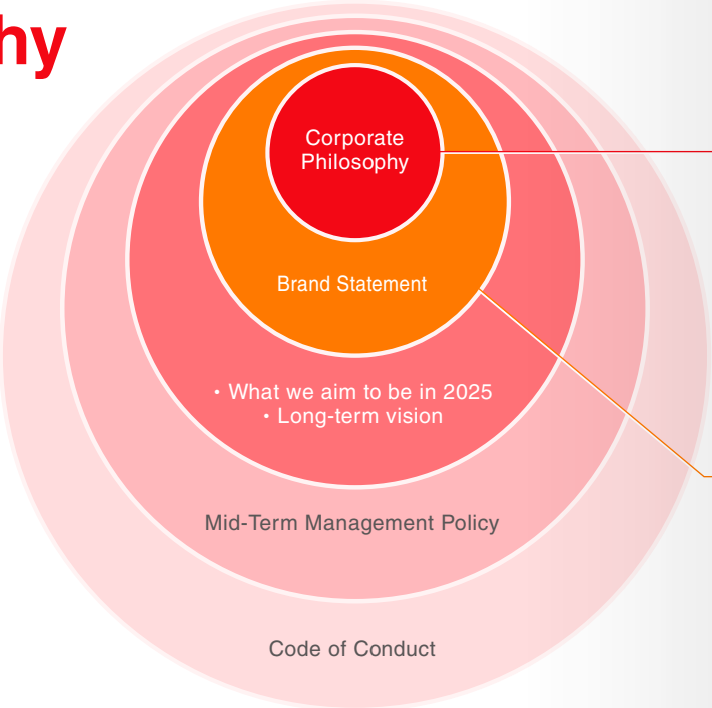 hy
Corporate
Philosophy
Brand Statement
• What we aim to be in 2025
• Long-term vision
Mid-Term Management Policy
Code of Conduct